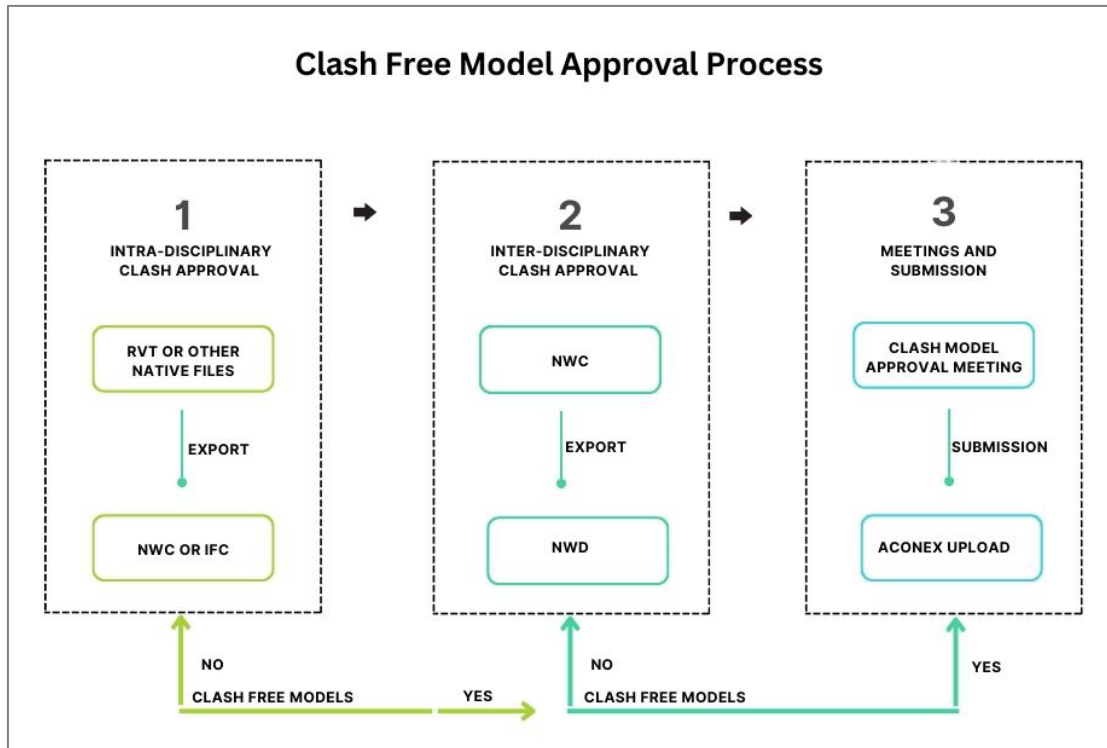 Clash Free Model Approval Process
1
INTRA-DISCIPLINARY
CLASH APPROVAL
RVT OR OTHER
NATIVE FILES
EXPORT
NWC OR IFC
2
INTER-DISCIPLINARY
CLASH APPROVAL
NWC
EXPORT
NWD
3
MEETINGS AND
SUBMISSION
CLASH MODEL
APPROVAL MEETING
SUBMISSION
ACONEX UPLOAD
NO
CLASH FREE MODELS
YES
NO
CLASH FREE MODELS
YES